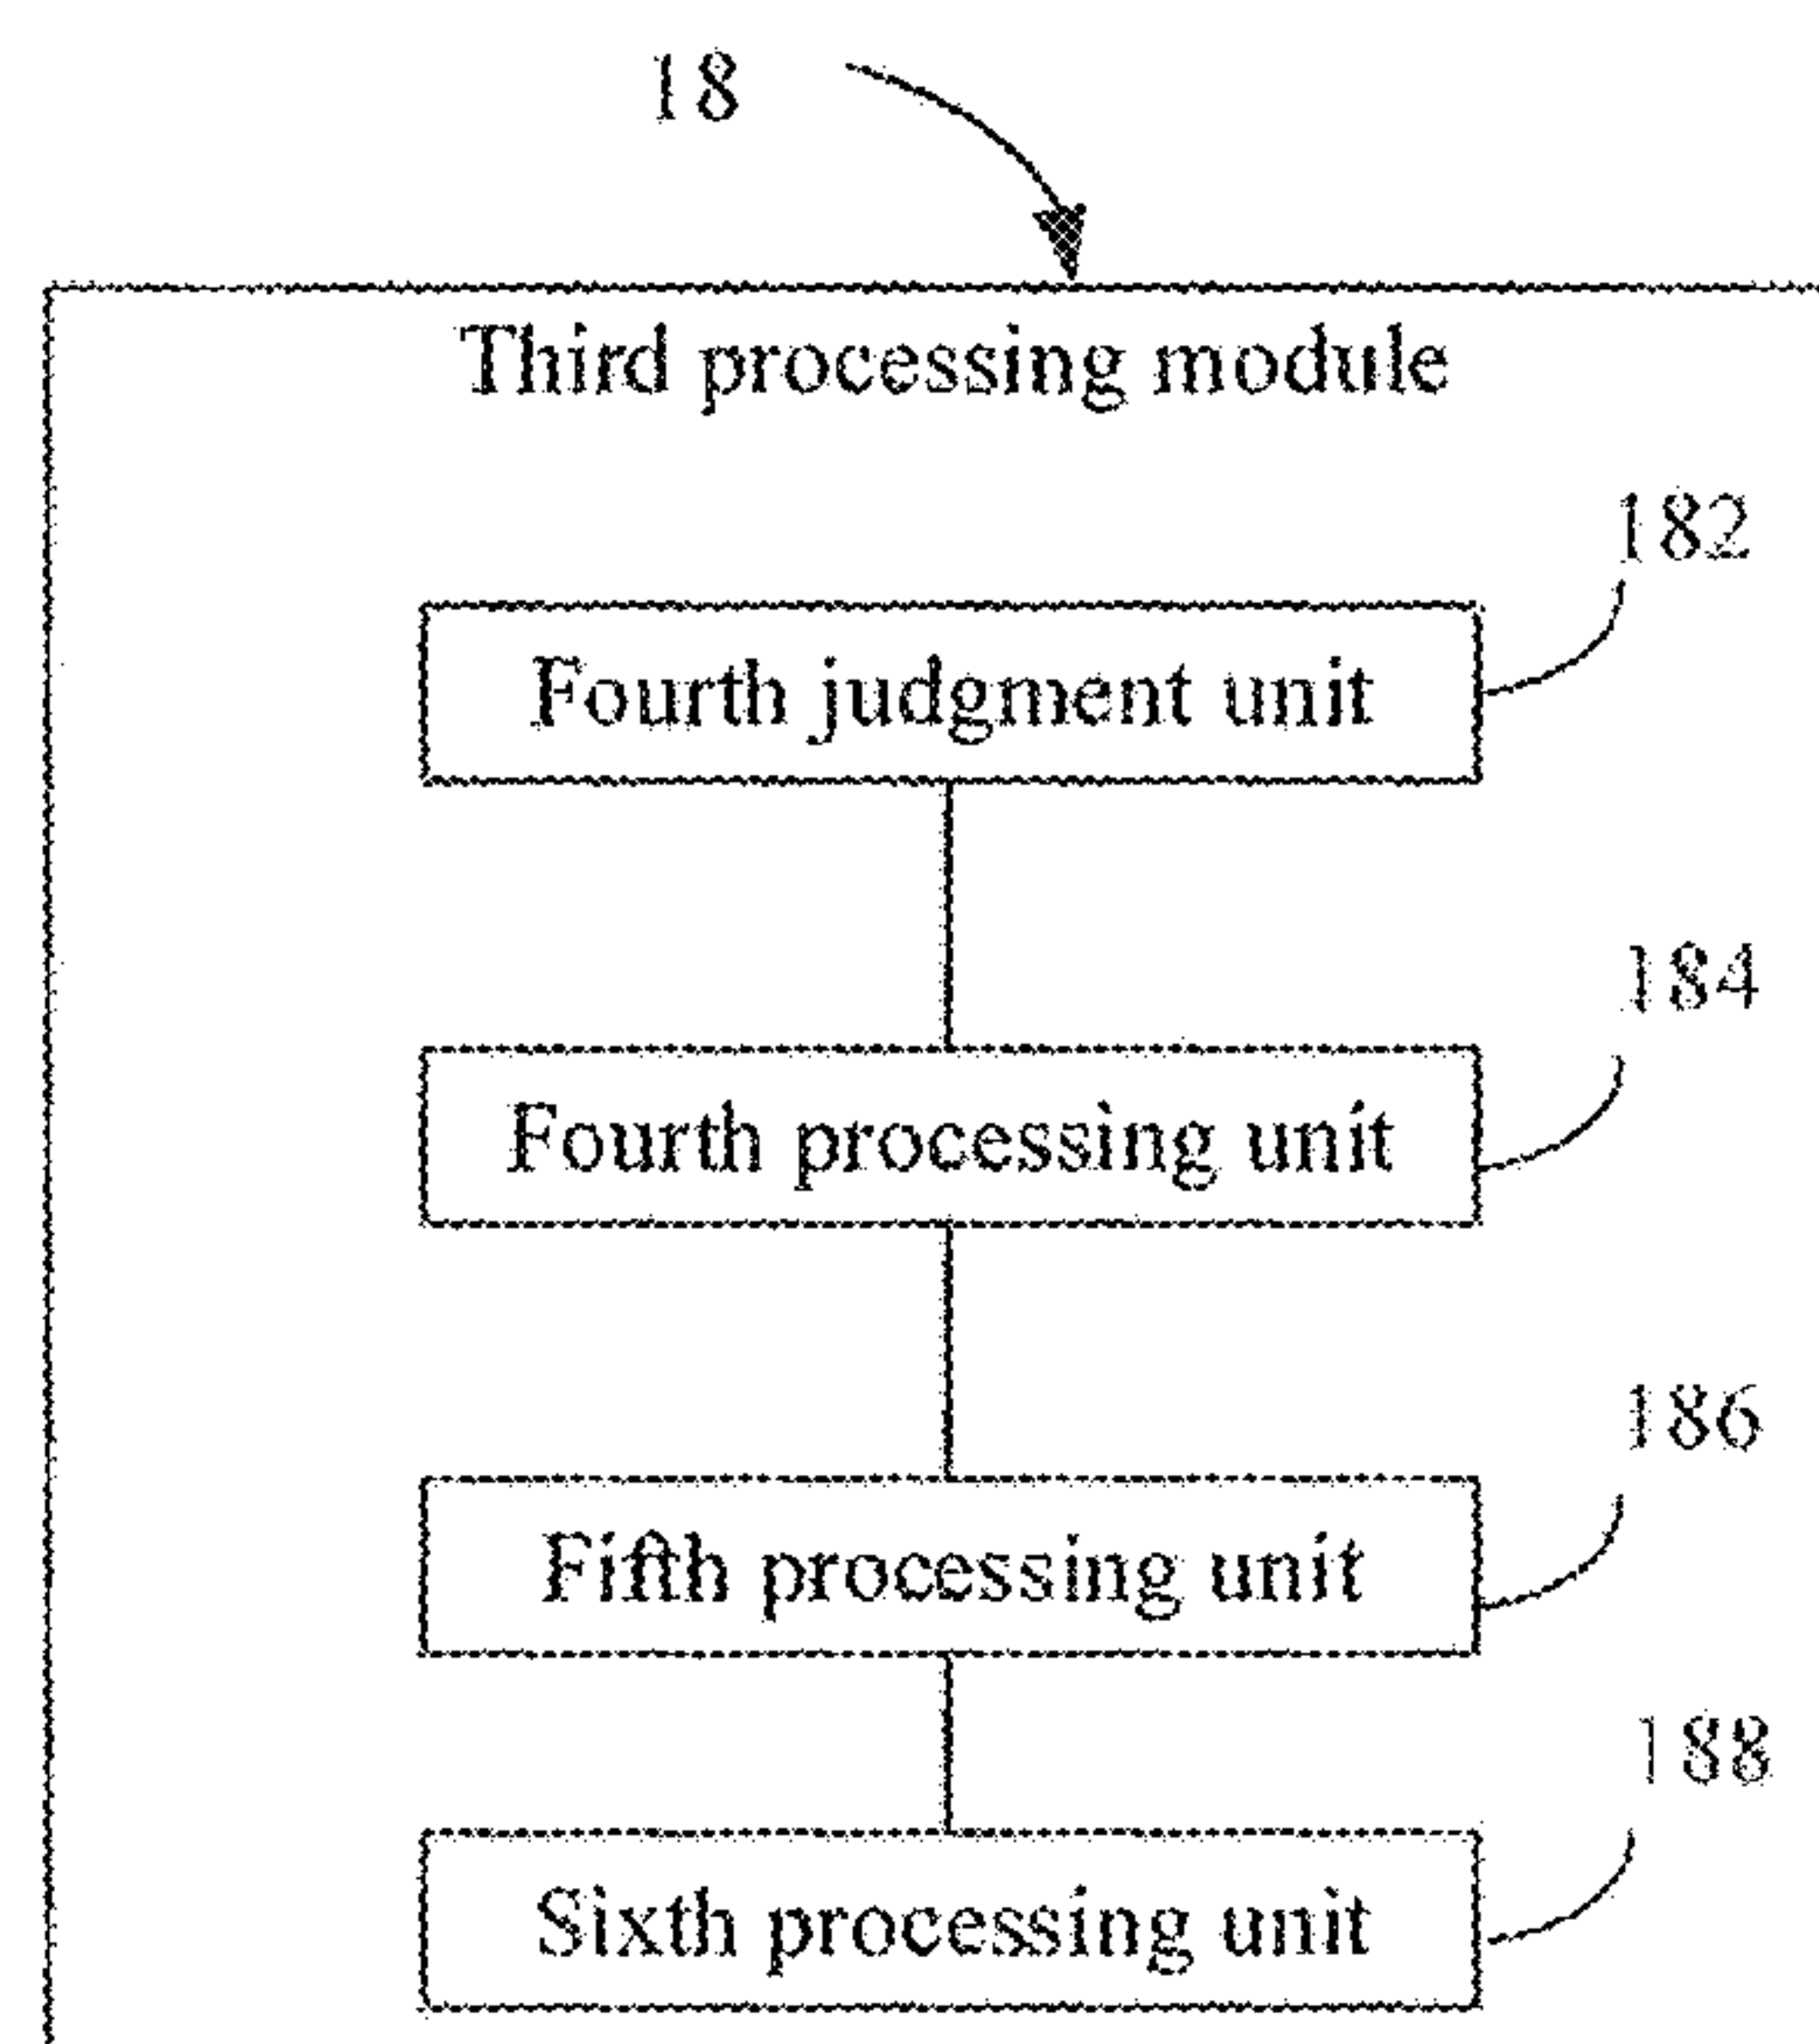 18
Third processing module
182
Fourth judgment unit
184
Fourth processing unit
186
Fifth processing unit
188
Sixth processing unit